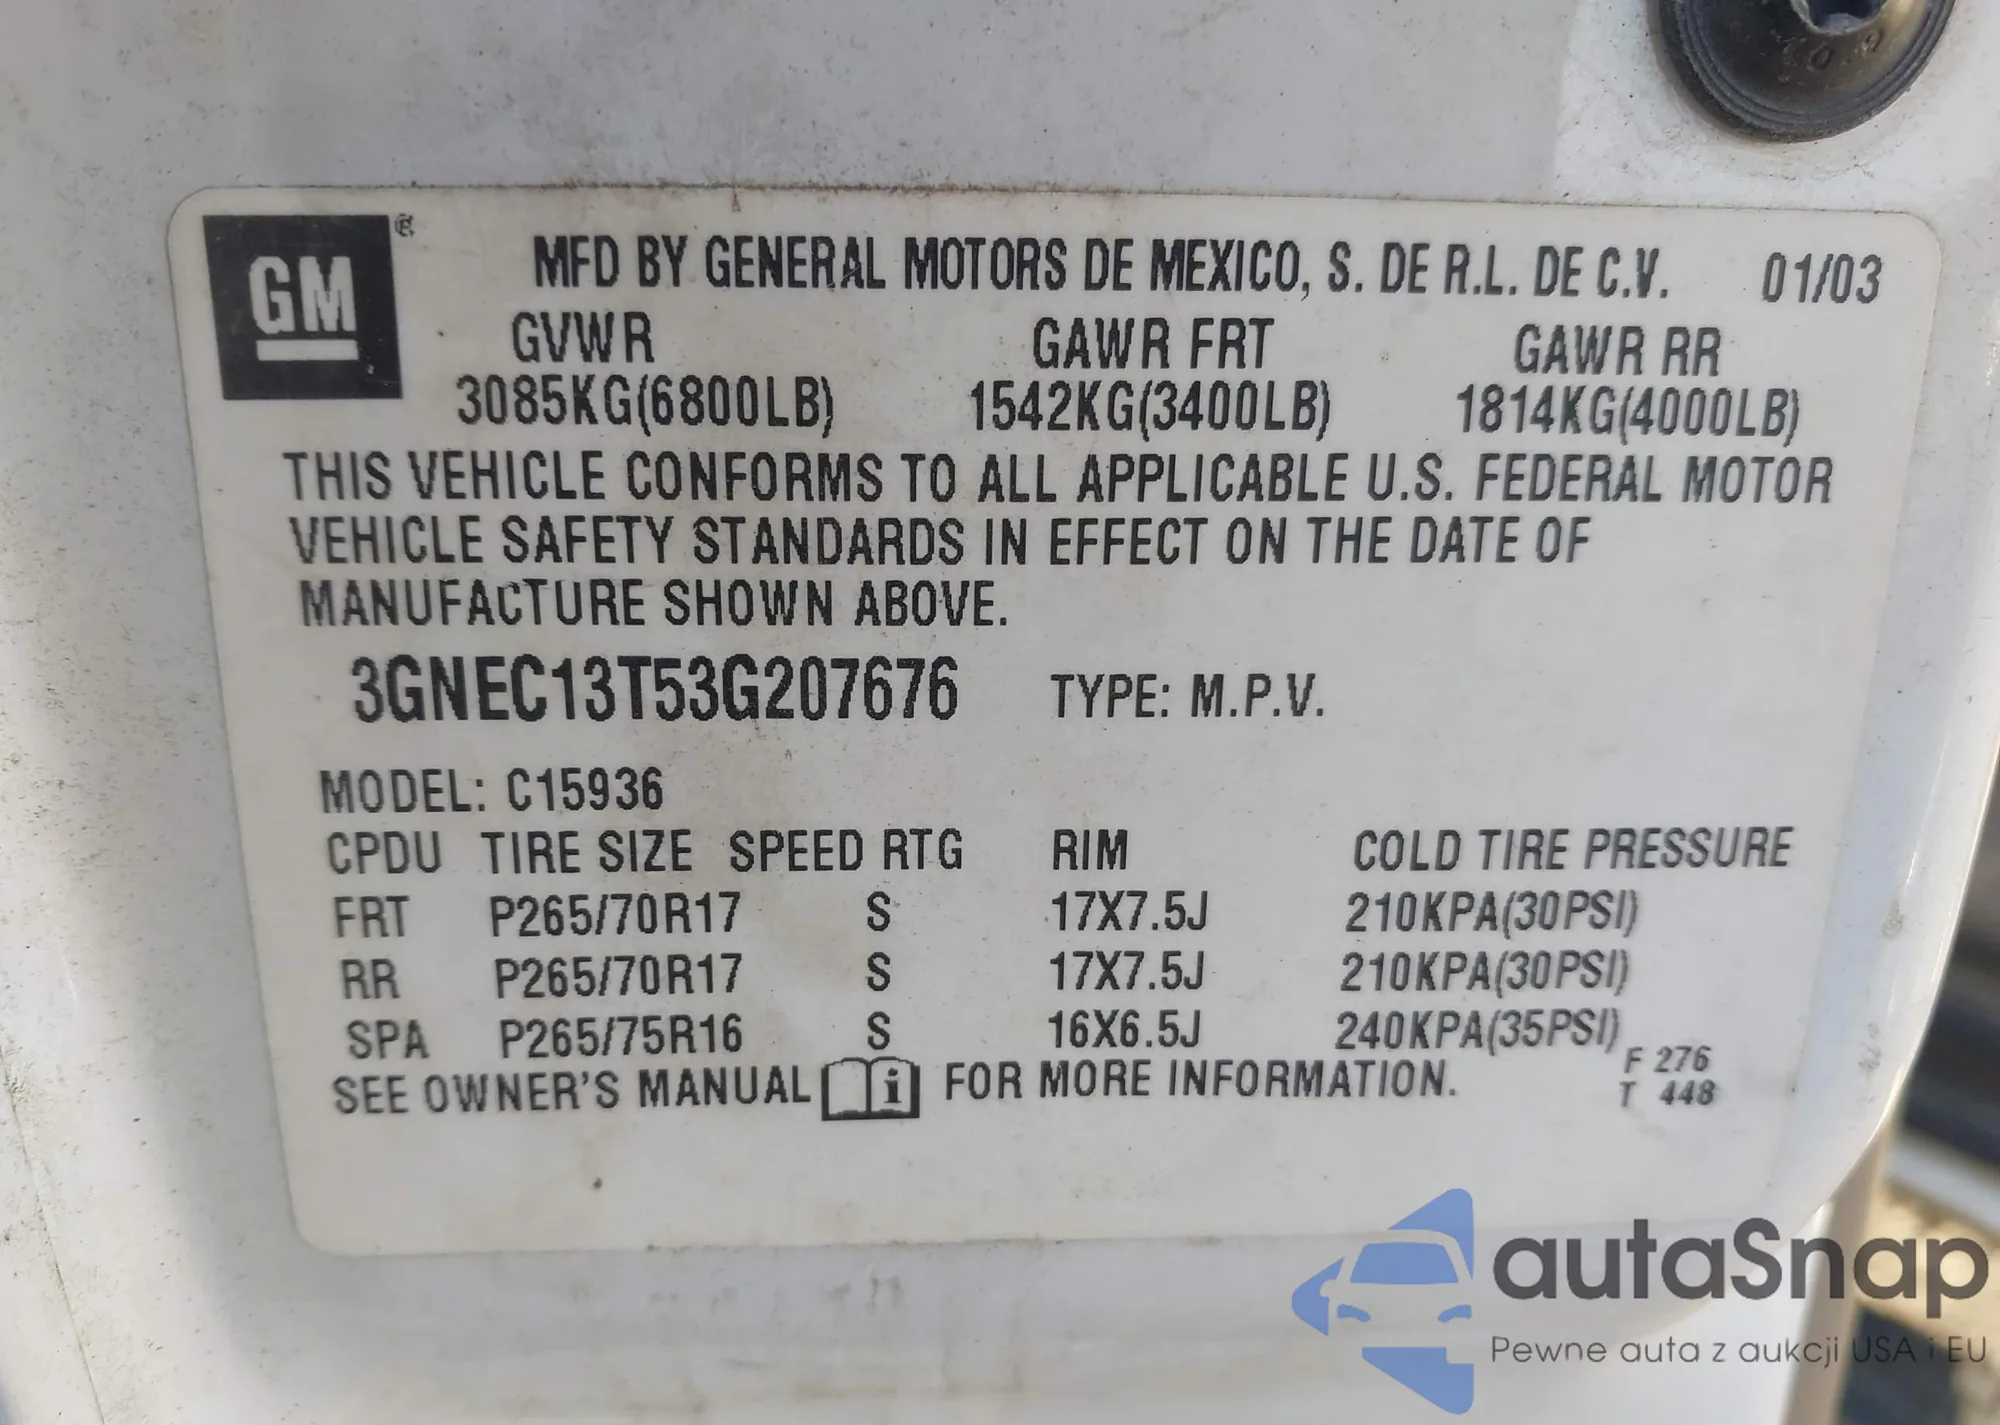 GM ®
MFD BY GENERAL MOTORS DE MEXICO, S. DE R.L. DE C.V. 01/03
GVWR GAWR FRT GAWR RR
3085KG(6800LB) 1542KG(3400LB) 1814KG(4000LB)
THIS VEHICLE CONFORMS TO ALL APPLICABLE U.S. FEDERAL MOTOR
VEHICLE SAFETY STANDARDS IN EFFECT ON THE DATE OF
MANUFACTURE SHOWN ABOVE.
3GNEC13T53G207676 TYPE: M.P.V.
MODEL: C15936
CPDU TIRE SIZE SPEED RTG RIM COLD TIRE PRESSURE
FRT P265/70R17 S 17X7.5J 210KPA(30PSI)
RR P265/70R17 S 17X7.5J 210KPA(30PSI)
SPA P265/75R16 S 16X6.5J 240KPA(35PSI)
F 276
T 448
SEE OWNER'S MANUAL i FOR MORE INFORMATION.
autaSnap
Pewne auta z aukcji USA i EU